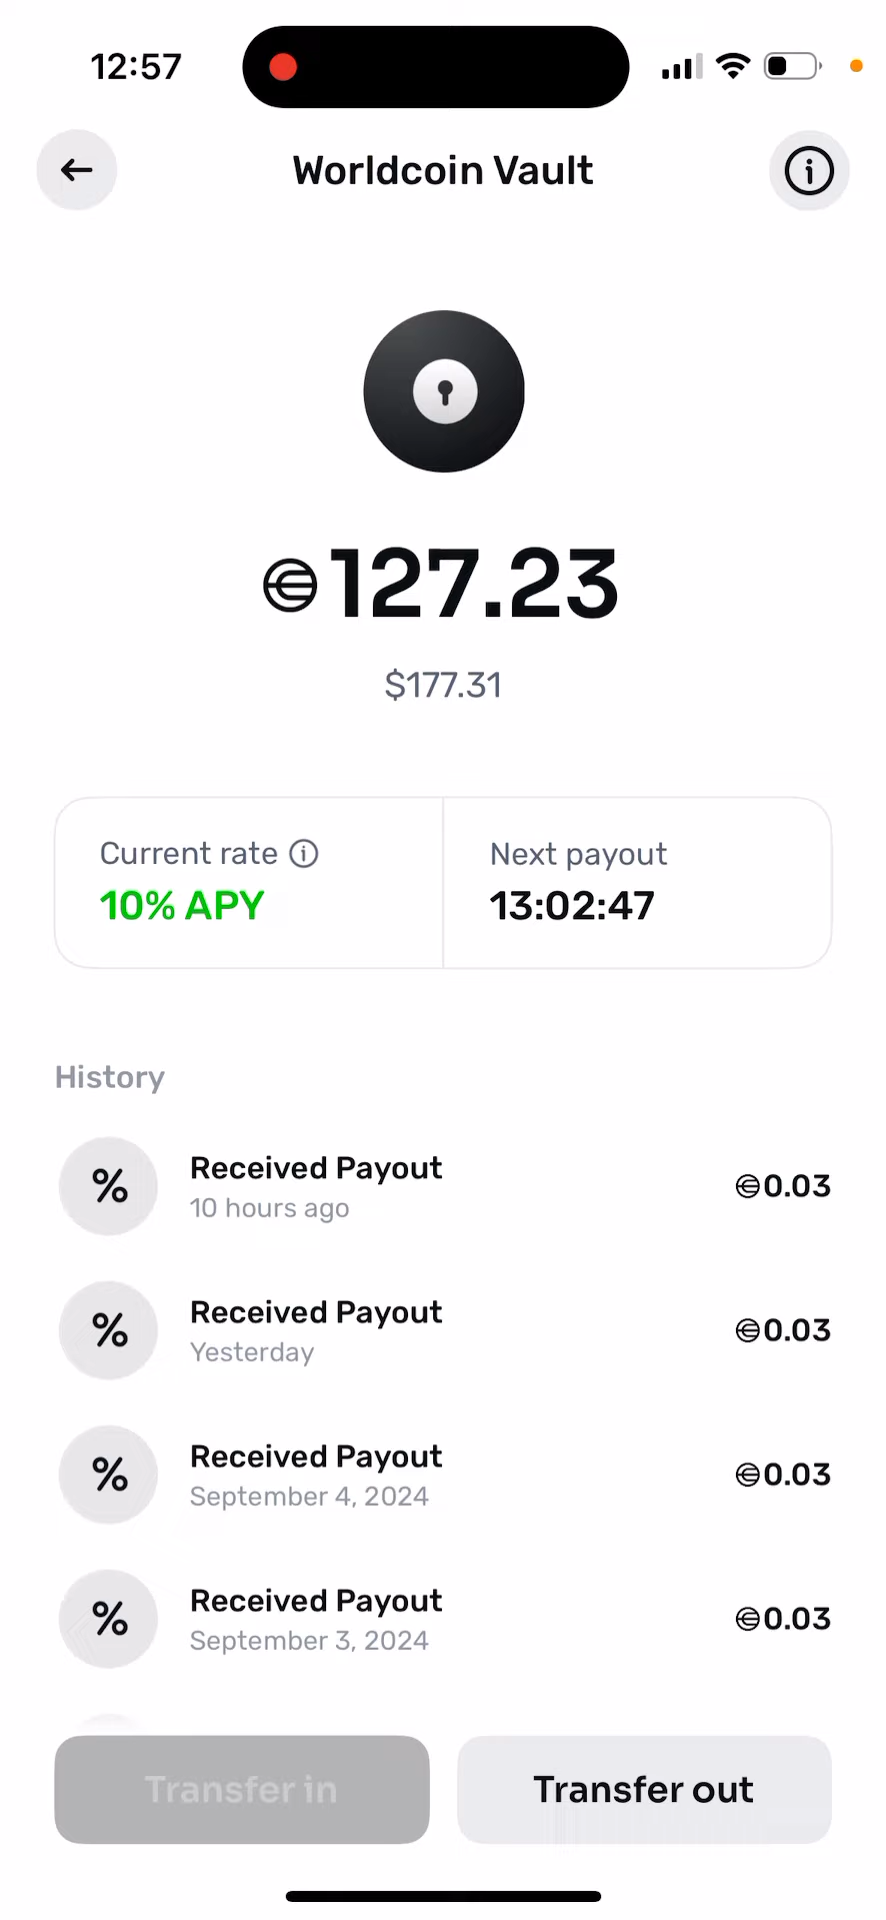 12:57
Worldcoin Vault
127.23
$177.31
Current rate
10% APY
Next payout
13:02:47
History
% Received Payout
10 hours ago
0.03
% Received Payout
Yesterday
0.03
% Received Payout
September 4, 2024
0.03
% Received Payout
September 3, 2024
0.03
Transfer in
Transfer out